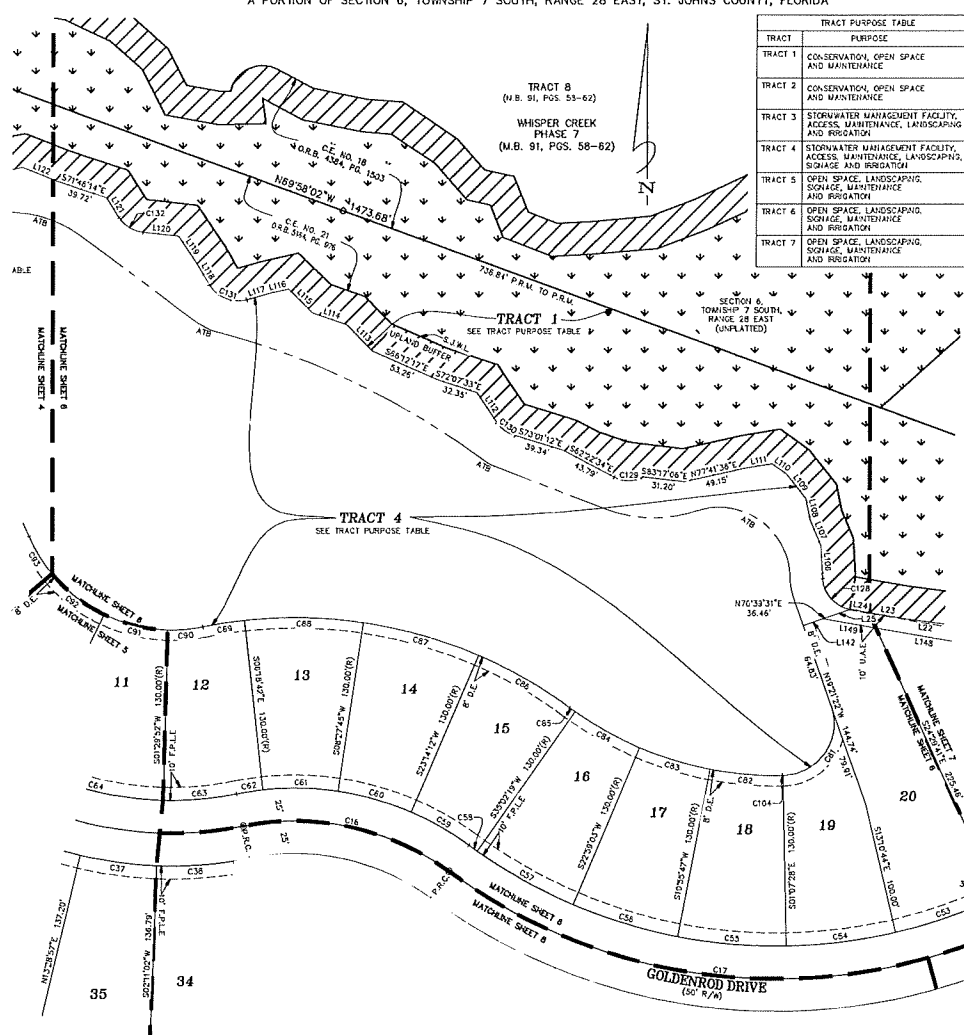 A PORTION OF SECTION 6, TOWNSHIP 7 SOUTH, RANGE 28 EAST, ST. JOHNS COUNTY, FLORIDA
TRACT PURPOSE TABLE
TRACT PURPOSE
TRACT 1 CONSERVATION, OPEN SPACE
AND MAINTENANCE
TRACT 2 CONSERVATION, OPEN SPACE
AND MAINTENANCE
TRACT 3 STORMWATER MANAGEMENT FACILITY,
ACCESS, MAINTENANCE, LANDSCAPING
AND IRRIGATION
TRACT 4 STORMWATER MANAGEMENT FACILITY,
ACCESS, MAINTENANCE, LANDSCAPING,
SIGNAGE AND IRRIGATION
TRACT 5 OPEN SPACE, LANDSCAPING,
SIGNAGE, MAINTENANCE
AND IRRIGATION
TRACT 6 OPEN SPACE, LANDSCAPING,
SIGNAGE, MAINTENANCE
AND IRRIGATION
TRACT 7 OPEN SPACE, LANDSCAPING,
SIGNAGE, MAINTENANCE
AND IRRIGATION
TRACT 8
(M.B. 91, PGS. 53-62)
WHISPER CREEK
PHASE 7
(M.B. 91, PGS. 58-62)
N
C.E. NO. 18
O.R.B. 4364, PG. 1503
N69°58'02"W 1473.68'
C.E. NO. 21
O.R.B. 5154, PG. 976
736.84' P.R.M. TO P.R.M.
SECTION 6,
TOWNSHIP 7 SOUTH,
RANGE 28 EAST
(UNPLATTED)
L122
S71°46'14"E
39.72'
L121
C132
L120
L119
L118
C131
L117
L116
L115
L114
L113
ATB
ABLE
ATB
TRACT 1
SEE TRACT PURPOSE TABLE
S.J.W.L.
UPLAND BUFFER
S66°12'17"E
53.26'
S72°07'33"E
32.35'
L112
C130
S73°01'12"E
39.34'
S62°22'34"E
43.79'
C129
S83°17'06"E
31.20'
N77°41'38"E
49.15'
L111
L110
L109
L108
L107
L106
ATB
ATB
MATCHLINE SHEET 6
MATCHLINE SHEET 4
TRACT 4
SEE TRACT PURPOSE TABLE
C128
L24
L23
L25
L22
L149
L148
L142
N70°33'31"E
36.46'
8' D.E.
64.83'
10' U.A.E.
N19°21'22"W 144.74'
79.91'
MATCHLINE SHEET 7
MATCHLINE SHEET 6
S24°26'41"E 225.46'
C93
8' D.E.
C92
MATCHLINE SHEET 6
MATCHLINE SHEET 5
C91
C90
C89
C88
C87
C86
C85
C84
C83
C82
C81
C104
8' D.E.
8' D.E.
11
12
13
14
15
16
17
18
19
20
S01°29'52"W 130.00'(R)
S00°18'42"E 130.00'(R)
S08°27'45"W 130.00'(R)
S23°14'12"W 130.00'(R)
S35°02'19"W 130.00'(R)
S22°59'03"W 130.00'(R)
S10°55'47"W 130.00'(R)
S01°07'28"E 130.00'(R)
S13°10'44"E 100.00'
10' F.P.L.E
10' F.P.L.E
C64
C63
C62
C61
C60
C59
C58
C57
C56
C55
C54
C53
25'
25'
P.R.C.
C16
P.R.C.
MATCHLINE SHEET 6
MATCHLINE SHEET 8
C17
GOLDENROD DRIVE
(50' R/W)
C37
C38
10' F.P.L.E
N13°28'57"E 137.20'
S02°11'02"W 136.79'
35
34